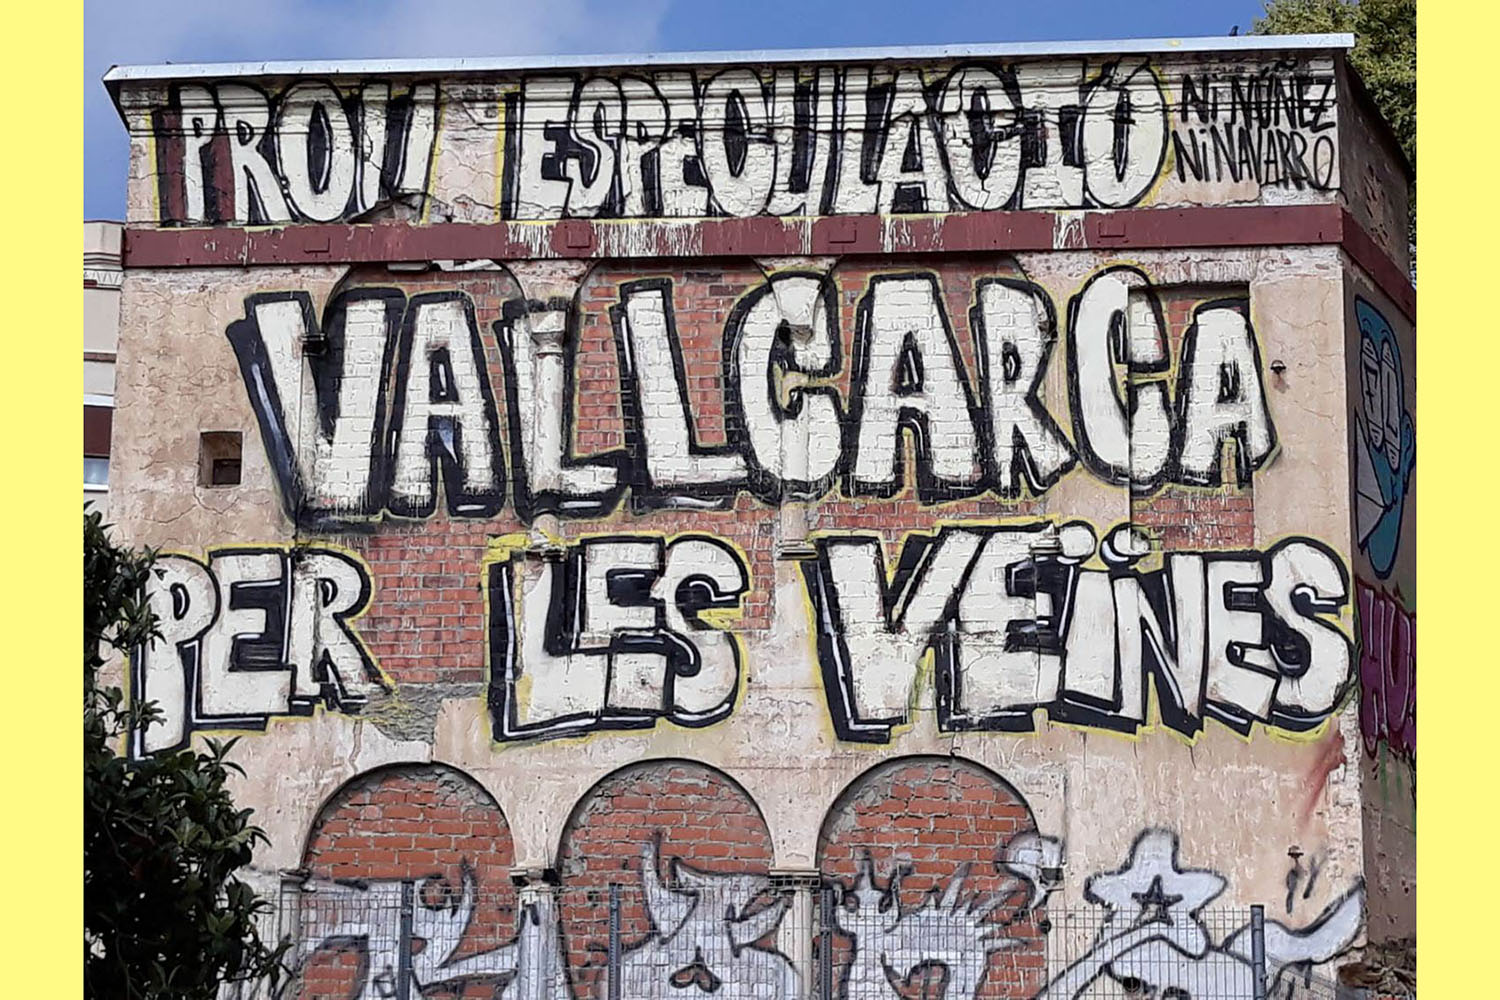 PROU ESPECULACIÓ
NI NÚÑEZ
NI NAVARRO
VALLCARCA
PER LES VEÏNES